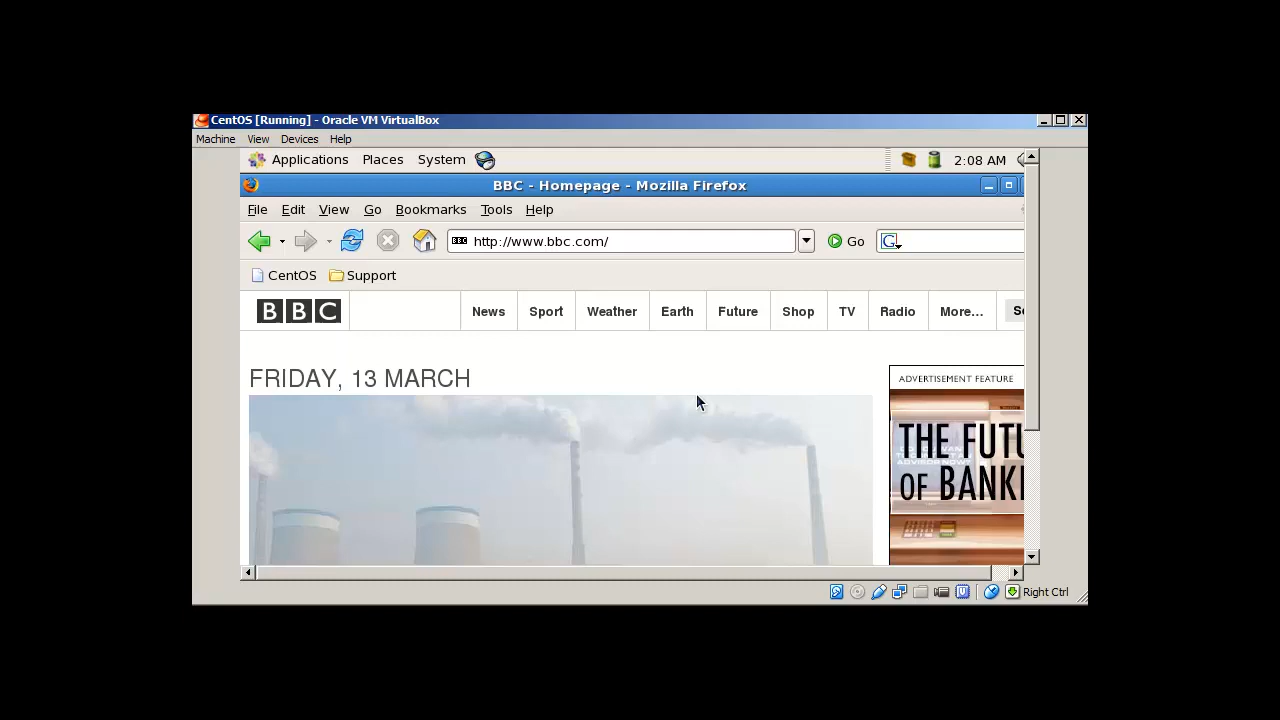 CentOS [Running] - Oracle VM VirtualBox
Machine View Devices Help
Applications Places System 2:08 AM
BBC - Homepage - Mozilla Firefox
File Edit View Go Bookmarks Tools Help
BBC http://www.bbc.com/ Go G
CentOS Support
BBC News Sport Weather Earth Future Shop TV Radio More... Se
FRIDAY, 13 MARCH
ADVERTISEMENT FEATURE
THE FUTU
OF BANKI
Right Ctrl